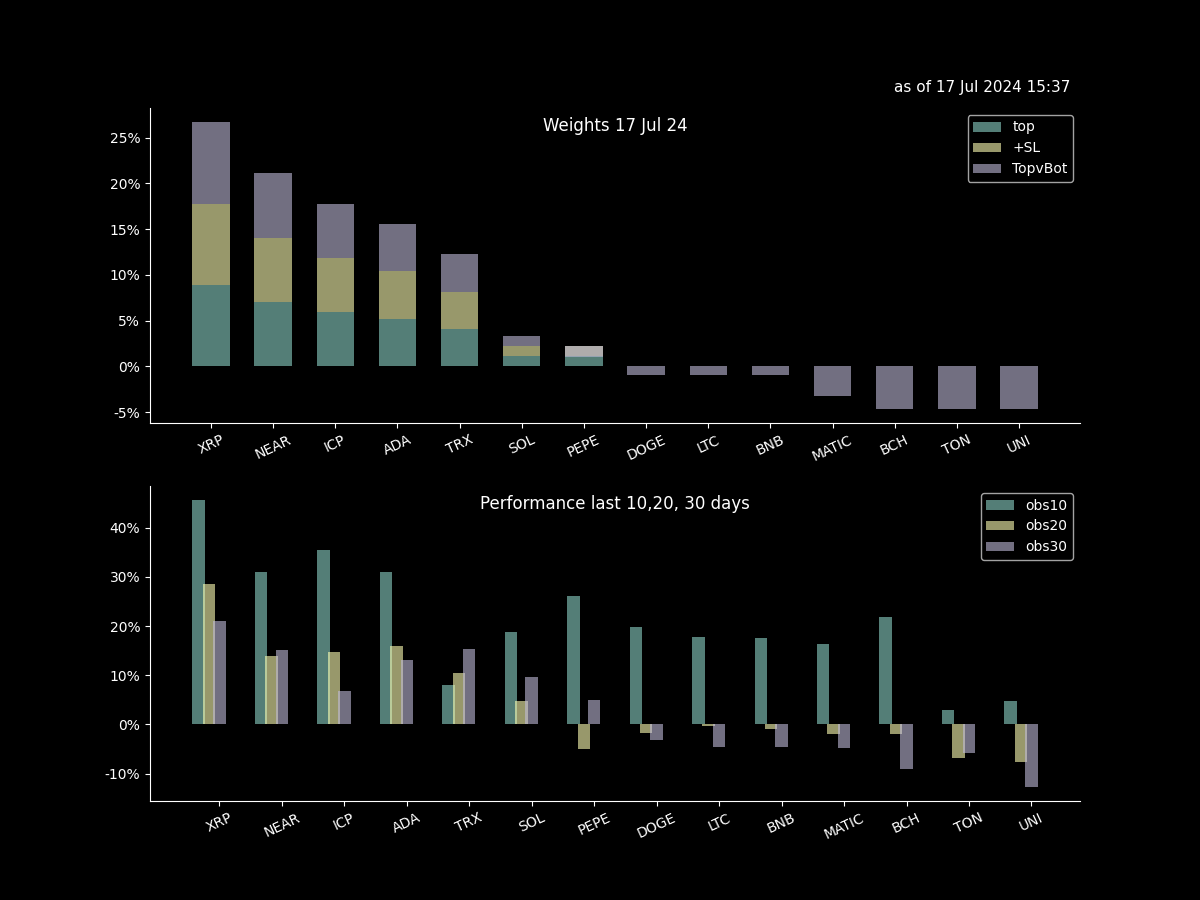 as of 17 Jul 2024 15:37
Weights 17 Jul 24
top
+SL
TopvBot
25%
20%
15%
10%
5%
0%
-5%
XRP NEAR ICP ADA TRX SOL PEPE DOGE LTC BNB MATIC BCH TON UNI
Performance last 10,20, 30 days
obs10
obs20
obs30
40%
30%
20%
10%
0%
-10%
XRP NEAR ICP ADA TRX SOL PEPE DOGE LTC BNB MATIC BCH TON UNI